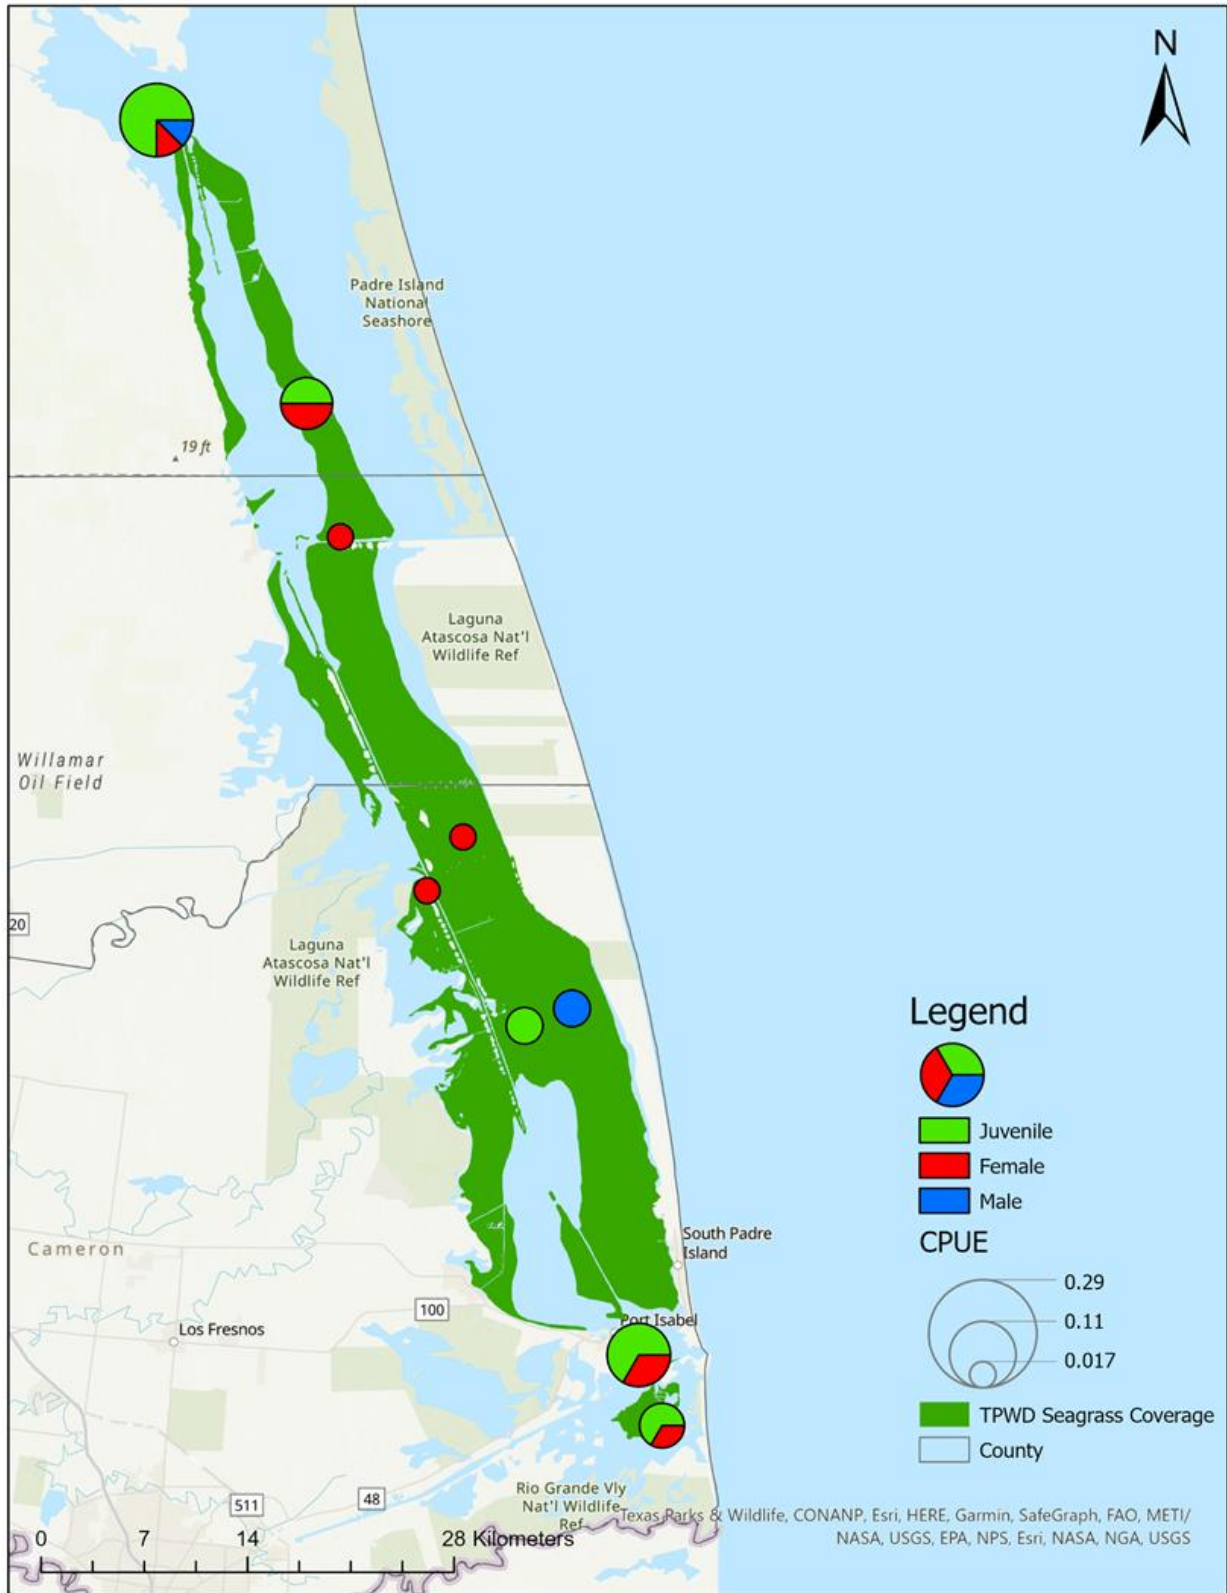 N
Padre Island
National
Seashore
19 ft
Laguna
Atascosa Nat'l
Wildlife Ref
Willamar
Oil Field
20
Laguna
Atascosa Nat'l
Wildlife Ref
Legend
Juvenile
Female
Male
CPUE
0.29
0.11
0.017
TPWD Seagrass Coverage
County
South Padre
Island
Cameron
100
Port Isabel
Los Fresnos
511
48
Rio Grande Vly
Nat'l Wildlife
Ref
Texas Parks & Wildlife, CONANP, Esri, HERE, Garmin, SafeGraph, FAO, METI/
NASA, USGS, EPA, NPS, Esri, NASA, NGA, USGS
0 7 14 28 Kilometers